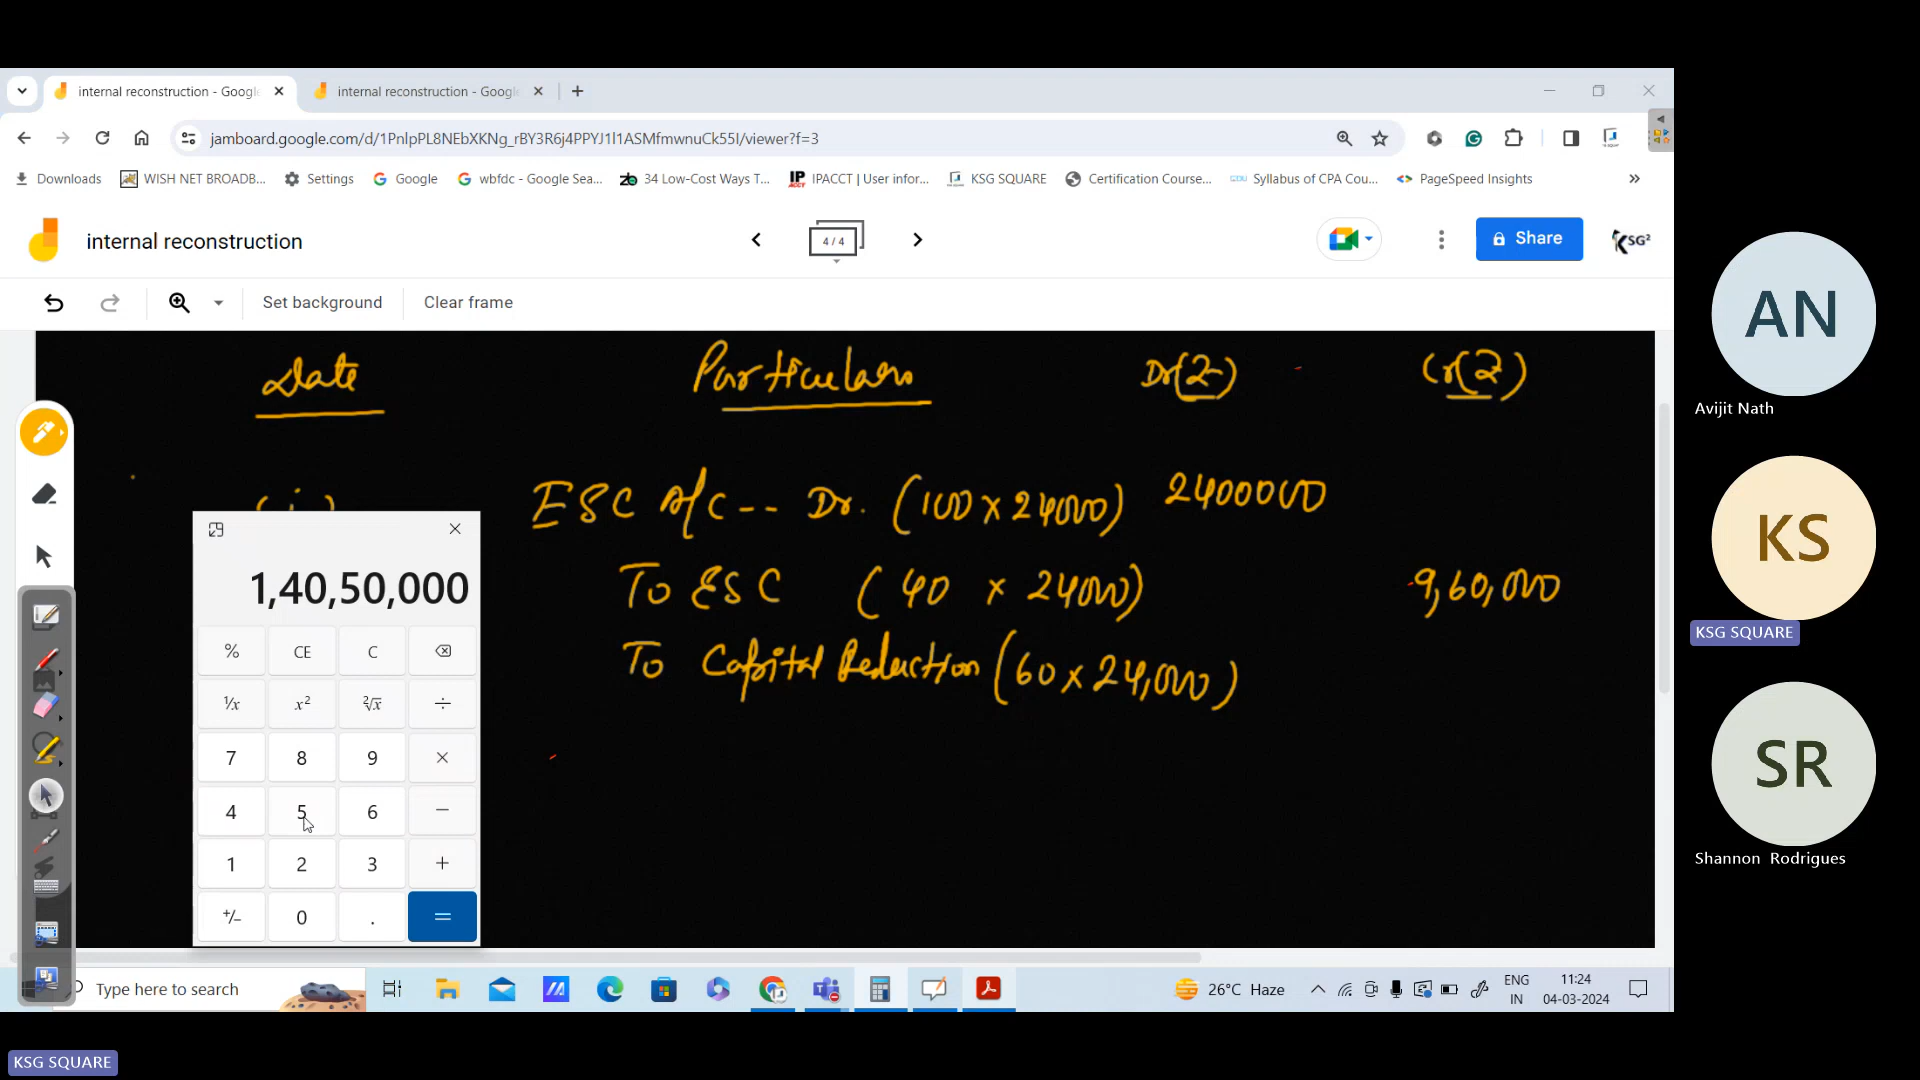 internal reconstruction - Google
internal reconstruction - Google
jamboard.google.com/d/1PnlpPL8NEbXKNg_rBY3R6j4PPYJ1l1ASMfmwnuCk55I/viewer?f=3
Downloads WISH NET BROADB... Settings Google wbfdc - Google Sea... 34 Low-Cost Ways T... IPACCT | User infor... KSG SQUARE Certification Course... Syllabus of CPA Cou... PageSpeed Insights
internal reconstruction
4 / 4
Share
KSG²
Set background Clear frame
Date Particulars Dr(₹) Cr(₹)
(i) ESC A/C -- Dr. (100 x 24000) 2400000
To ESC (40 x 24000) 9,60,000
To Capital Reduction (60 x 24,000)
1,40,50,000
% CE C
¹/x x² ²√x ÷
7 8 9 ×
4 5 6 −
1 2 3 +
+/− 0 . =
AN
Avijit Nath
KS
KSG SQUARE
SR
Shannon Rodrigues
Type here to search
26°C Haze
ENG
IN
11:24
04-03-2024
KSG SQUARE